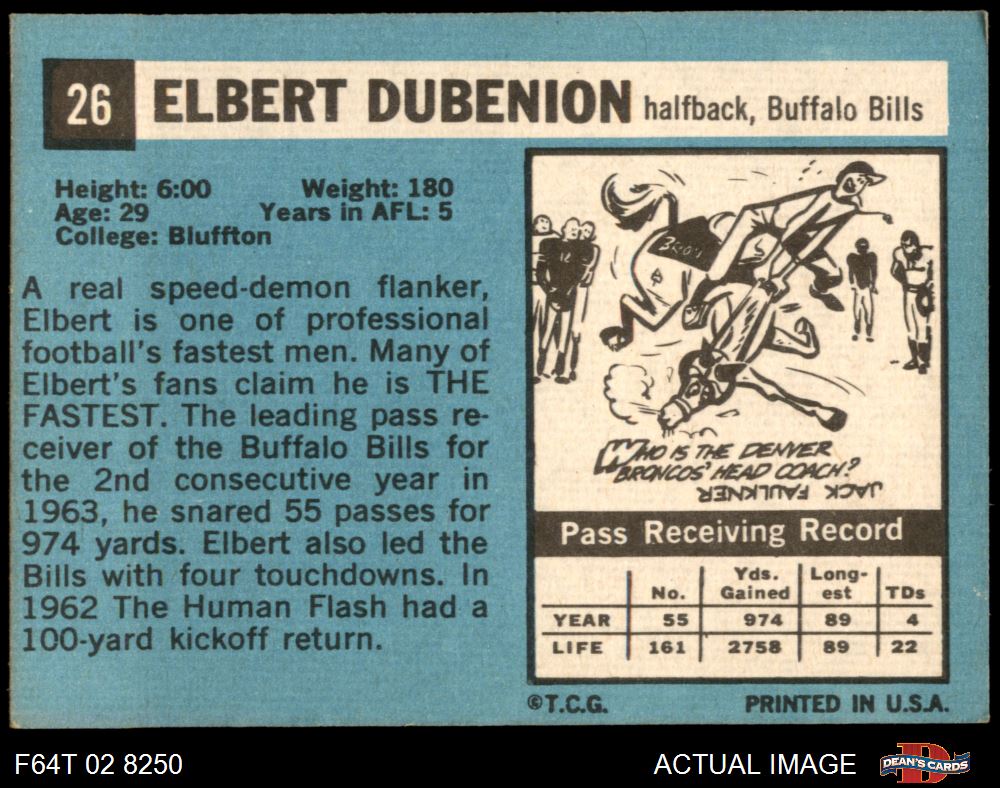 26 ELBERT DUBENION halfback, Buffalo Bills
Height: 6:00 Weight: 180
Age: 29 Years in AFL: 5
College: Bluffton
A real speed-demon flanker,
Elbert is one of professional
football's fastest men. Many of
Elbert's fans claim he is THE
FASTEST. The leading pass re-
ceiver of the Buffalo Bills for
the 2nd consecutive year in
1963, he snared 55 passes for
974 yards. Elbert also led the
Bills with four touchdowns. In
1962 The Human Flash had a
100-yard kickoff return.
12
WHO IS THE DENVER
BRONCOS' HEAD COACH?
JACK FAULKNER
Pass Receiving Record
No. Yds. Gained Long-est TDs
YEAR 55 974 89 4
LIFE 161 2758 89 22
©T.C.G. PRINTED IN U.S.A.
F64T 02 8250 ACTUAL IMAGE DEAN'S CARDS